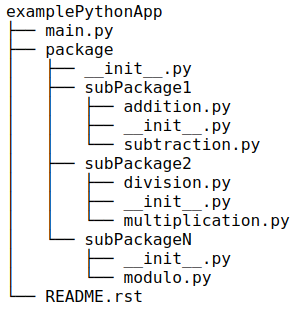 examplePythonApp
├── main.py
├── package
│   ├── __init__.py
│   ├── subPackage1
│   │   ├── addition.py
│   │   ├── __init__.py
│   │   └── subtraction.py
│   ├── subPackage2
│   │   ├── division.py
│   │   ├── __init__.py
│   │   └── multiplication.py
│   └── subPackageN
│       ├── __init__.py
│       └── modulo.py
└── README.rst